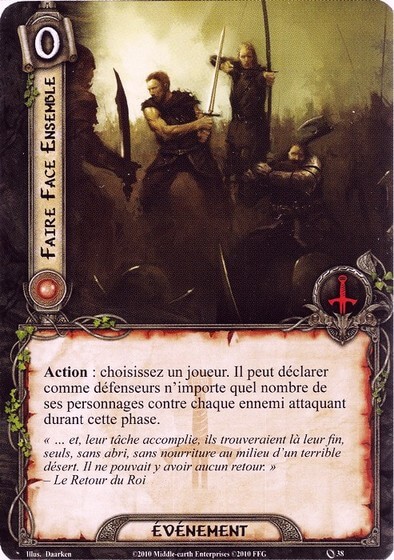 0
FAIRE FACE ENSEMBLE
Action : choisissez un joueur. Il peut déclarer
comme défenseurs n'importe quel nombre de
ses personnages contre chaque ennemi attaquant
durant cette phase.
« ... et, leur tâche accomplie, ils trouveraient là leur fin,
seuls, sans abri, sans nourriture au milieu d'un terrible
désert. Il ne pouvait y avoir aucun retour. »
– Le Retour du Roi
ÉVÉNEMENT
Illus. Daarken
©2010 Middle-earth Enterprises ©2010 FFG
38